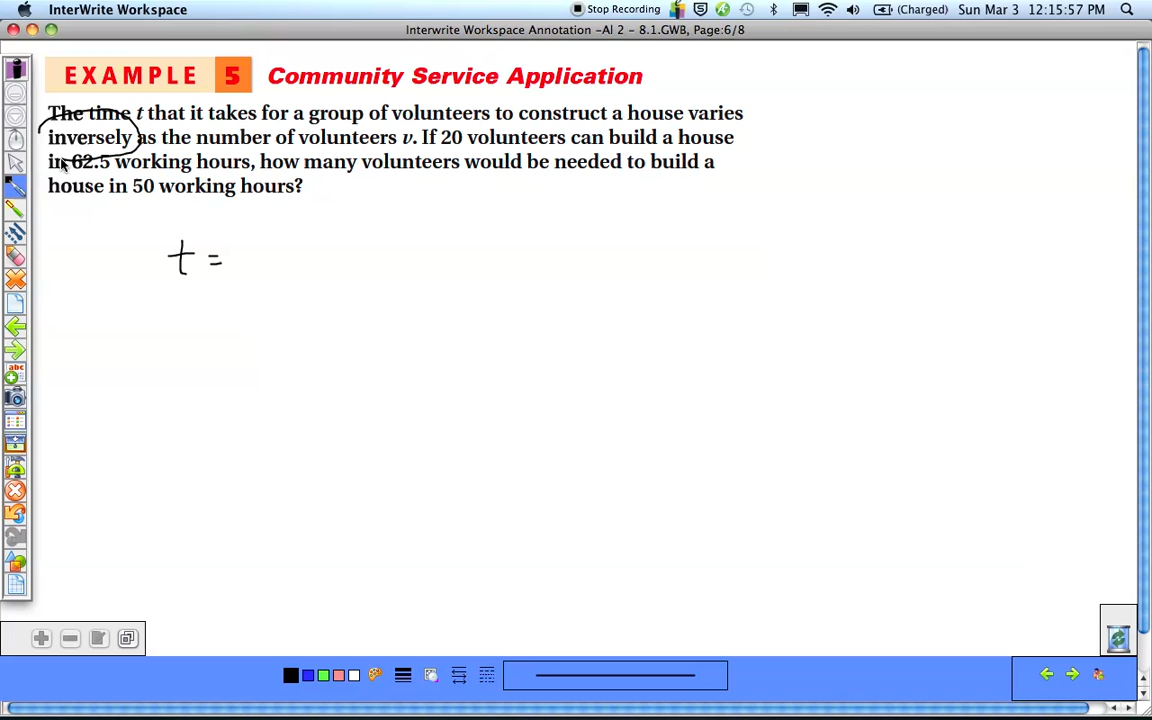 InterWrite Workspace
Stop Recording
(Charged)
Sun Mar 3
12:15:57 PM
Interwrite Workspace Annotation -Al 2 - 8.1.GWB, Page:6/8
EXAMPLE 5 Community Service Application
The time t that it takes for a group of volunteers to construct a house varies
inversely as the number of volunteers v. If 20 volunteers can build a house
in 62.5 working hours, how many volunteers would be needed to build a
house in 50 working hours?
t =
abc